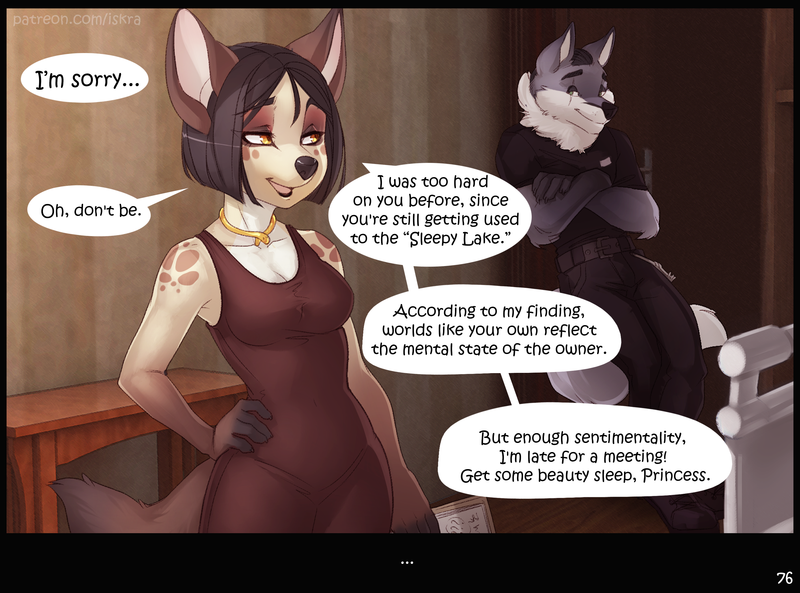 patreon.com/iskra
I'm sorry...
Oh, don't be.
I was too hard
on you before, since
you're still getting used
to the “Sleepy Lake.”
According to my finding,
worlds like your own reflect
the mental state of the owner.
But enough sentimentality,
I'm late for a meeting!
Get some beauty sleep, Princess.
...
76